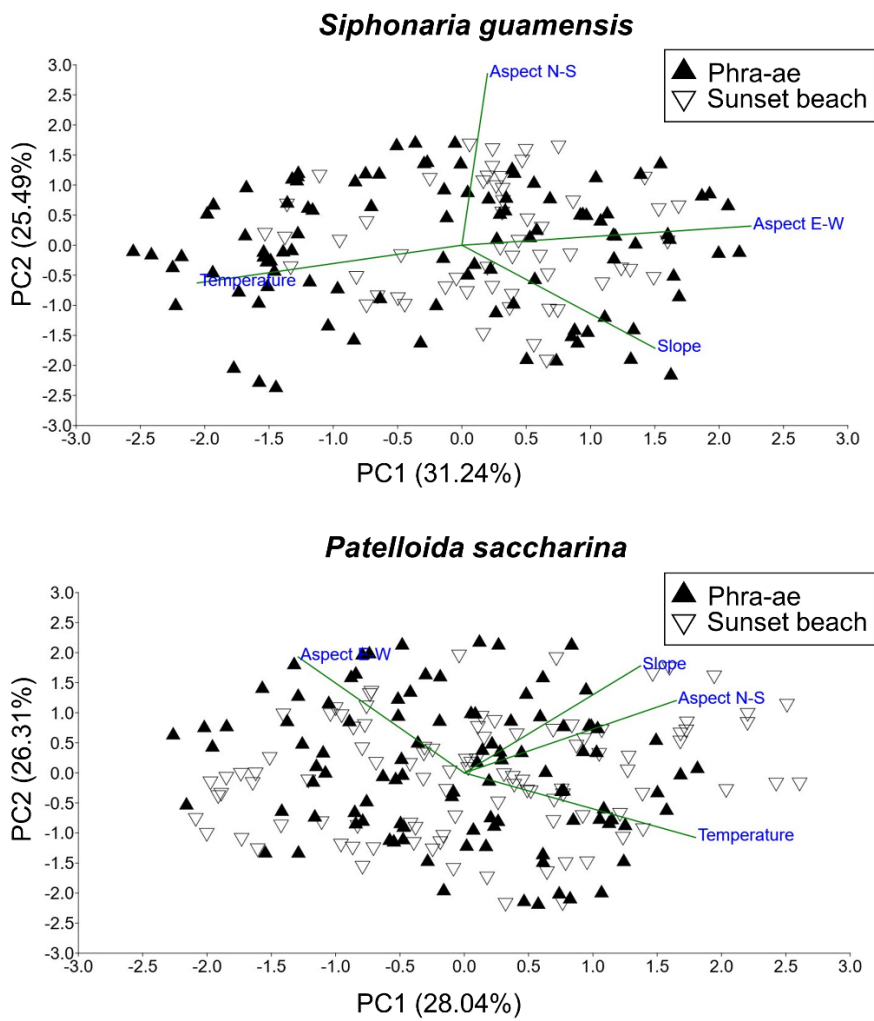 Siphonaria guamensis
Phra-ae
Sunset beach
3.0
2.5
2.0
1.5
1.0
0.5
0.0
-0.5
-1.0
-1.5
-2.0
-2.5
-3.0
PC2 (25.49%)
Aspect N-S
Aspect E-W
Temperature
Slope
-3.0 -2.5 -2.0 -1.5 -1.0 -0.5 0.0 0.5 1.0 1.5 2.0 2.5 3.0
PC1 (31.24%)
Patelloida saccharina
Phra-ae
Sunset beach
3.0
2.5
2.0
1.5
1.0
0.5
0.0
-0.5
-1.0
-1.5
-2.0
-2.5
-3.0
PC2 (26.31%)
Aspect E-W
Slope
Aspect N-S
Temperature
-3.0 -2.5 -2.0 -1.5 -1.0 -0.5 0.0 0.5 1.0 1.5 2.0 2.5 3.0
PC1 (28.04%)